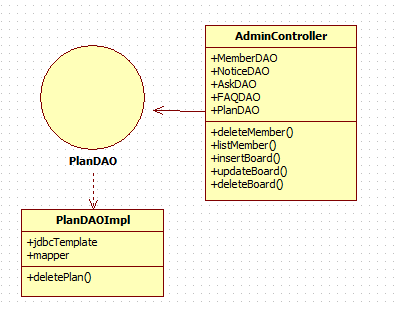 AdminController
+MemberDAO
+NoticeDAO
+AskDAO
+FAQDAO
+PlanDAO
+deleteMember()
+listMember()
+insertBoard()
+updateBoard()
+deleteBoard()
PlanDAO
PlanDAOImpl
+jdbcTemplate
+mapper
+deletePlan()